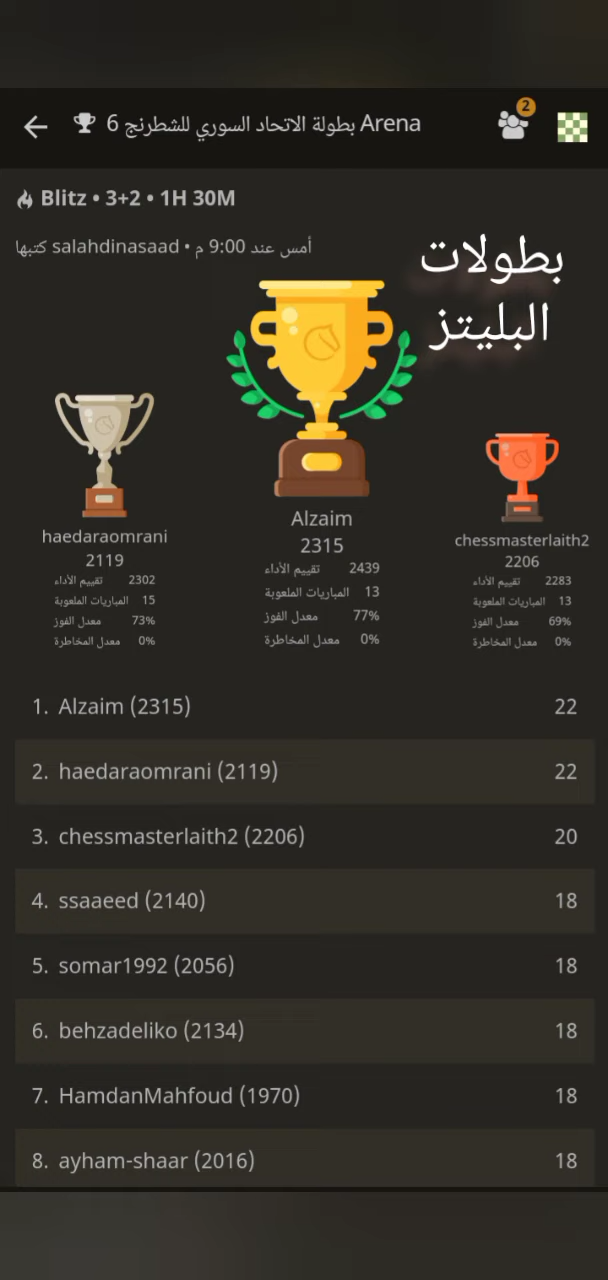 بطولة الاتحاد السوري للشطرنج 6 Arena
2
Blitz • 3+2 • 1H 30M
كتبها salahdinasaad • أمس عند 9:00 م
بطولات
البليتز
Alzaim
2315
تقييم الأداء 2439
المباريات الملعوبة 13
معدل الفوز 77%
معدل المخاطرة 0%
haedaraomrani
2119
تقييم الأداء 2302
المباريات الملعوبة 15
معدل الفوز 73%
معدل المخاطرة 0%
chessmasterlaith2
2206
تقييم الأداء 2283
المباريات الملعوبة 13
معدل الفوز 69%
معدل المخاطرة 0%
1. Alzaim (2315) 22
2. haedaraomrani (2119) 22
3. chessmasterlaith2 (2206) 20
4. ssaaeed (2140) 18
5. somar1992 (2056) 18
6. behzadeliko (2134) 18
7. HamdanMahfoud (1970) 18
8. ayham-shaar (2016) 18